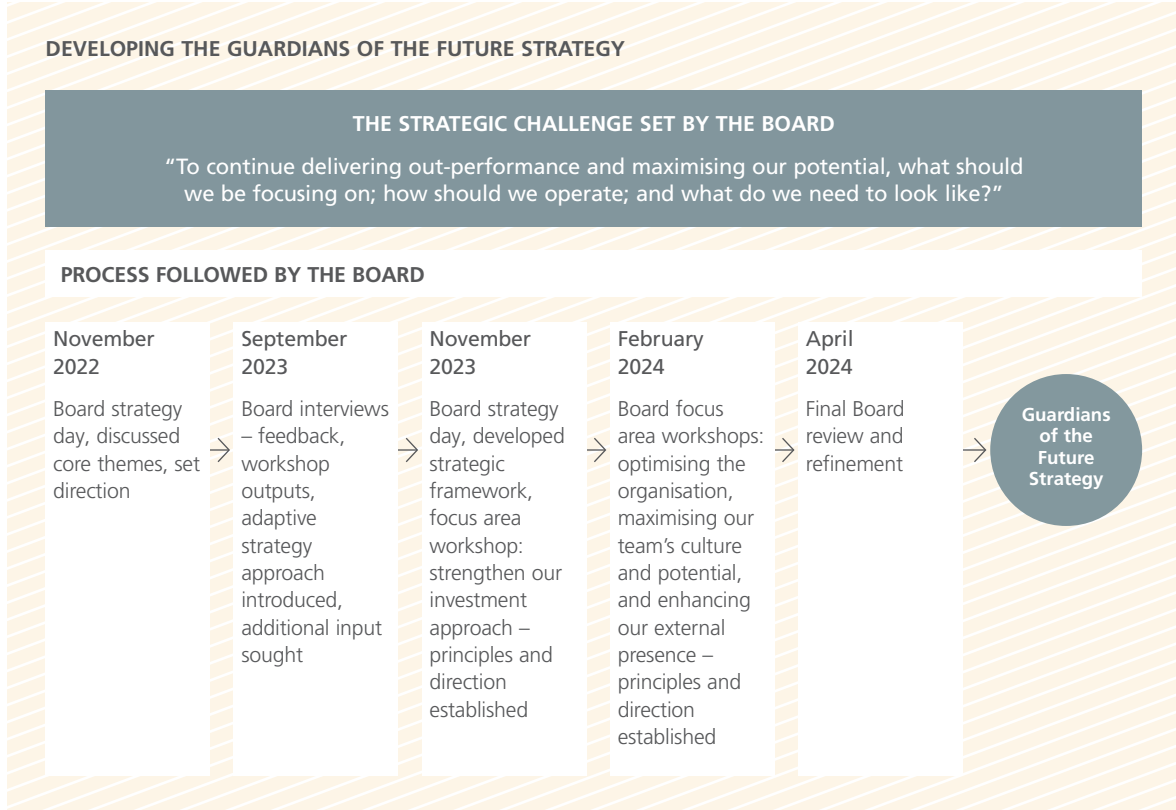 DEVELOPING THE GUARDIANS OF THE FUTURE STRATEGY
THE STRATEGIC CHALLENGE SET BY THE BOARD
“To continue delivering out-performance and maximising our potential, what should
we be focusing on; how should we operate; and what do we need to look like?”
PROCESS FOLLOWED BY THE BOARD
November
2022
Board strategy
day, discussed
core themes, set
direction
September
2023
Board interviews
– feedback,
workshop
outputs,
adaptive
strategy
approach
introduced,
additional input
sought
November
2023
Board strategy
day, developed
strategic
framework,
focus area
workshop:
strengthen our
investment
approach –
principles and
direction
established
February
2024
Board focus
area workshops:
optimising the
organisation,
maximising our
team’s culture
and potential,
and enhancing
our external
presence –
principles and
direction
established
April
2024
Final Board
review and
refinement
Guardians
of the
Future
Strategy